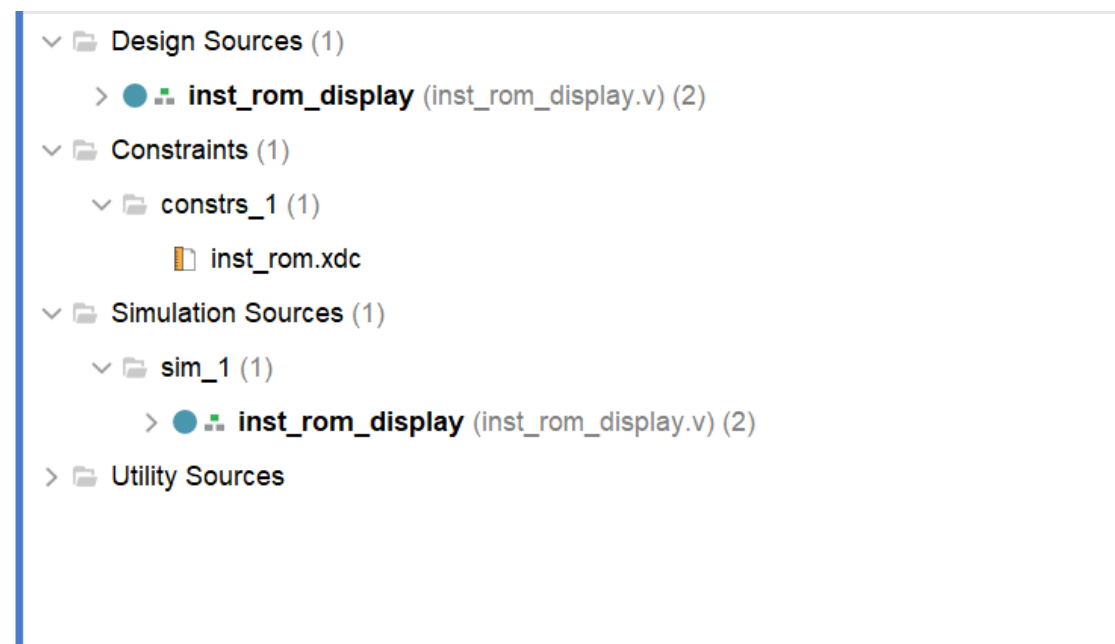 Design Sources (1)
inst_rom_display (inst_rom_display.v) (2)
Constraints (1)
constrs_1 (1)
inst_rom.xdc
Simulation Sources (1)
sim_1 (1)
inst_rom_display (inst_rom_display.v) (2)
Utility Sources